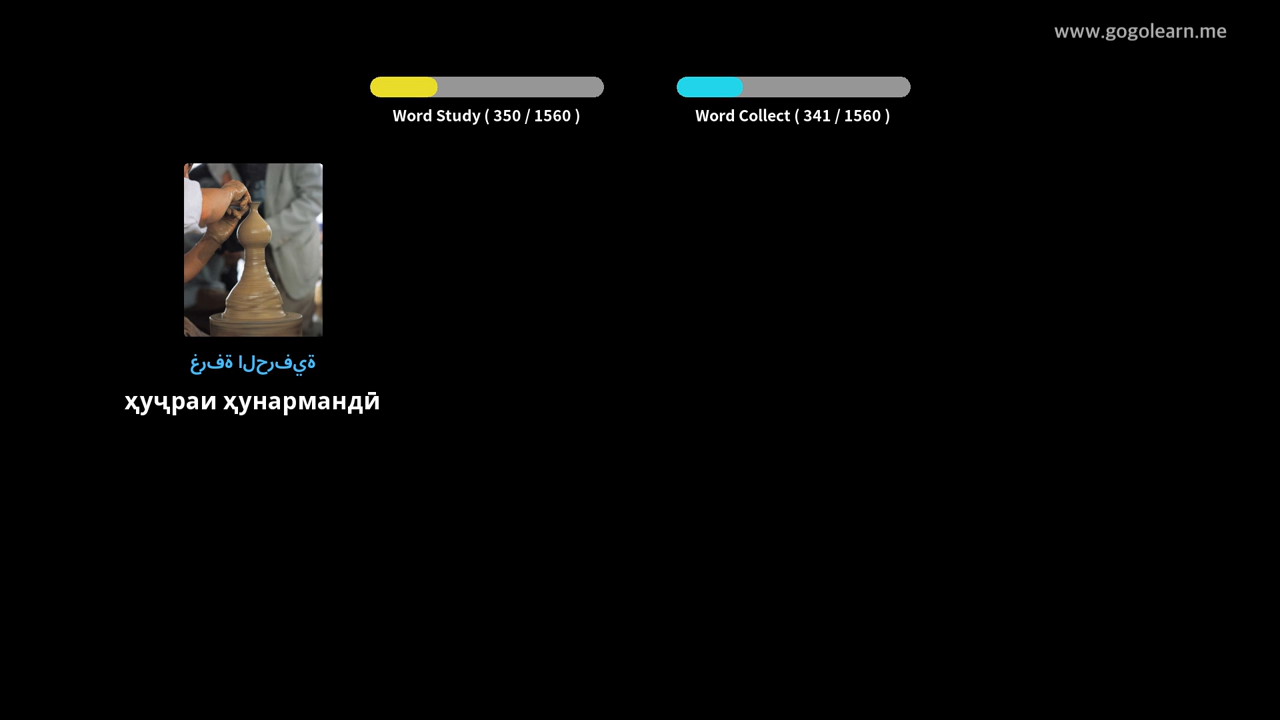 www.gogolearn.me
Word Study ( 350 / 1560 )
Word Collect ( 341 / 1560 )
غرفة الحرفية
ҳуҷраи ҳунармандӣ